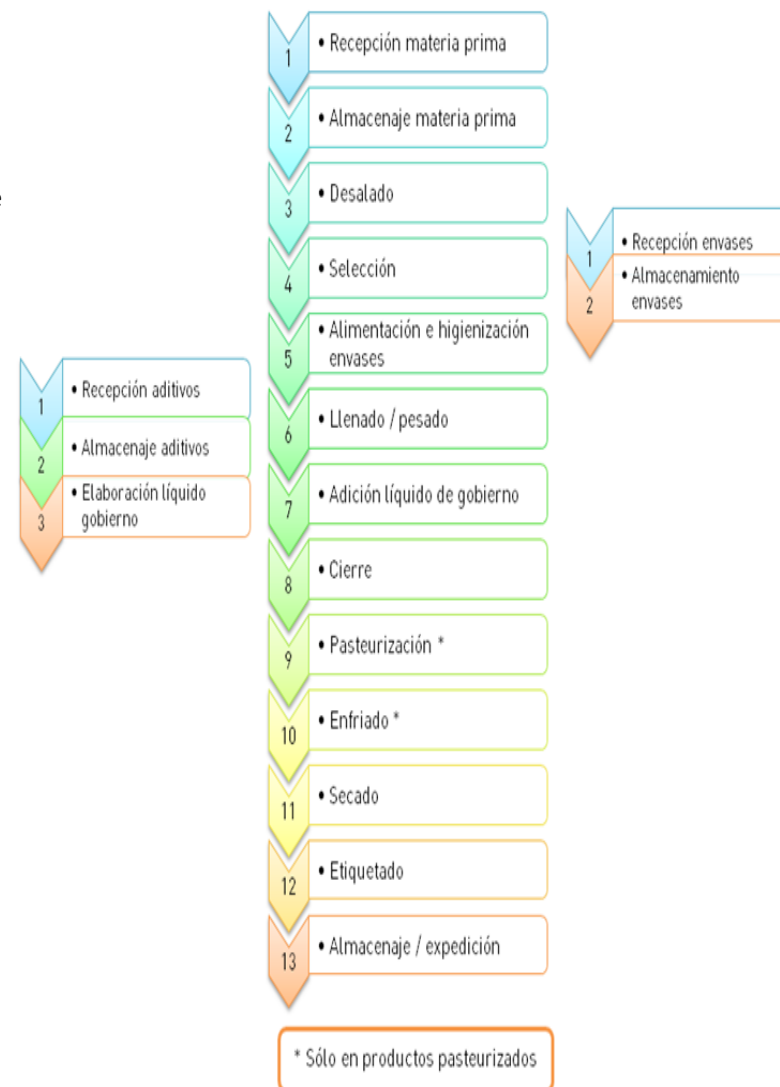 1
• Recepción materia prima
2
• Almacenaje materia prima
3
• Desalado
4
• Selección
5
• Alimentación e higienización
envases
6
• Llenado / pesado
7
• Adición líquido de gobierno
8
• Cierre
9
• Pasteurización *
10
• Enfriado *
11
• Secado
12
• Etiquetado
13
• Almacenaje / expedición
* Sólo en productos pasteurizados
e
1
• Recepción aditivos
2
• Almacenaje aditivos
3
• Elaboración líquido
gobierno
1
• Recepción envases
2
• Almacenamiento
envases